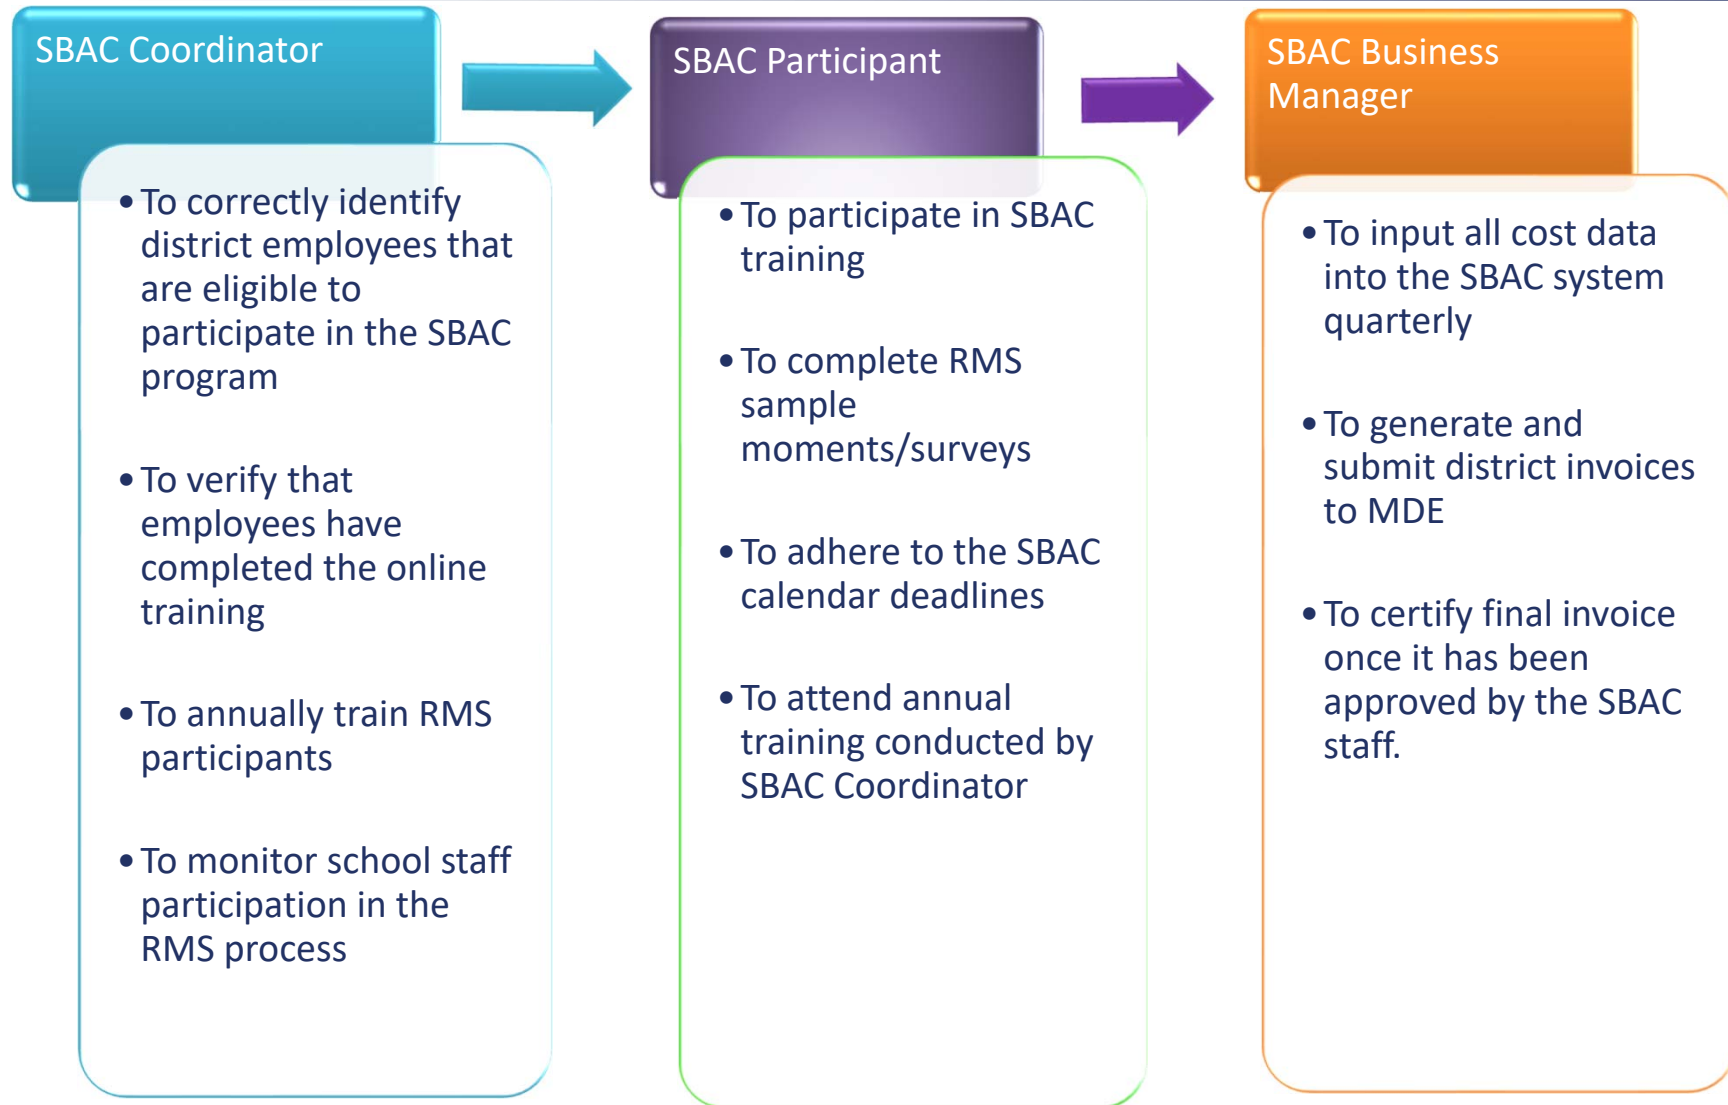 SBAC Coordinator
• To correctly identify
district employees that
are eligible to
participate in the SBAC
program
• To verify that
employees have
completed the online
training
• To annually train RMS
participants
• To monitor school staff
participation in the
RMS process
SBAC Participant
• To participate in SBAC
training
• To complete RMS
sample
moments/surveys
• To adhere to the SBAC
calendar deadlines
• To attend annual
training conducted by
SBAC Coordinator
SBAC Business
Manager
• To input all cost data
into the SBAC system
quarterly
• To generate and
submit district invoices
to MDE
• To certify final invoice
once it has been
approved by the SBAC
staff.